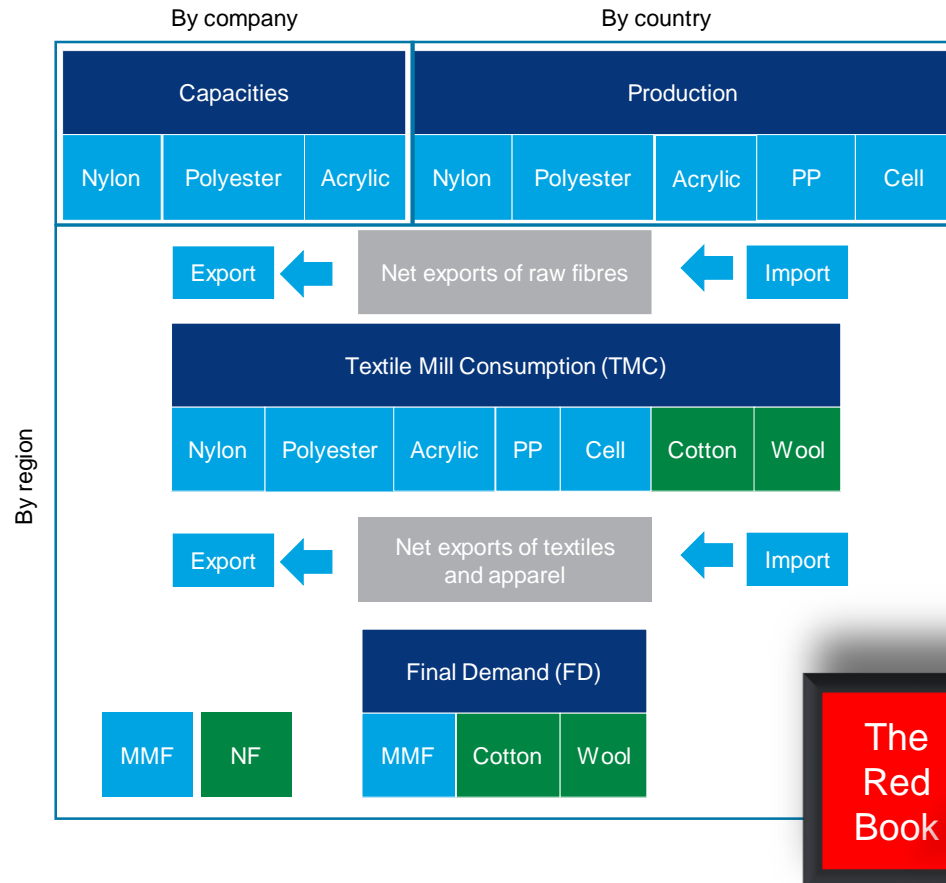 By company
By country
Capacities
Production
Nylon
Polyester
Acrylic
Nylon
Polyester
Acrylic
PP
Cell
Export
Net exports of raw fibres
Import
Textile Mill Consumption (TMC)
By region
Nylon
Polyester
Acrylic
PP
Cell
Cotton
Wool
Export
Net exports of textiles
and apparel
Import
Final Demand (FD)
MMF
NF
MMF
Cotton
Wool
The
Red
Book